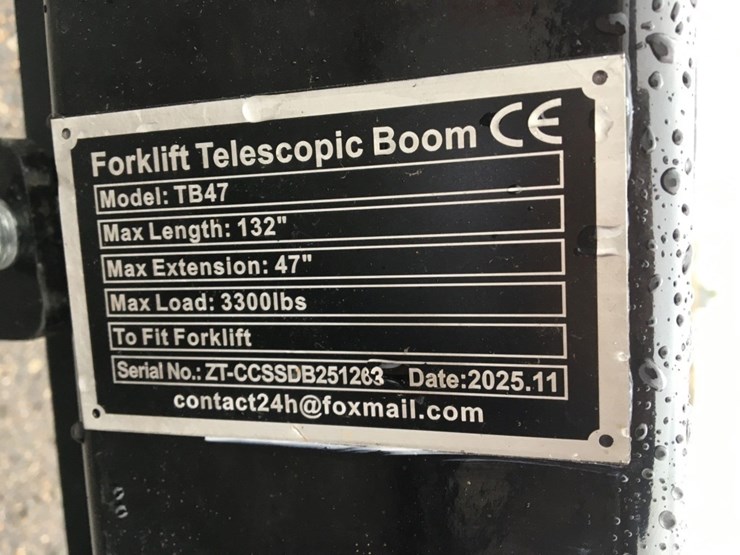 Forklift Telescopic Boom CE
Model: TB47
Max Length: 132"
Max Extension: 47"
Max Load: 3300lbs
To Fit Forklift
Serial No.: ZT-CCSSDB251263 Date:2025.11
contact24h@foxmail.com